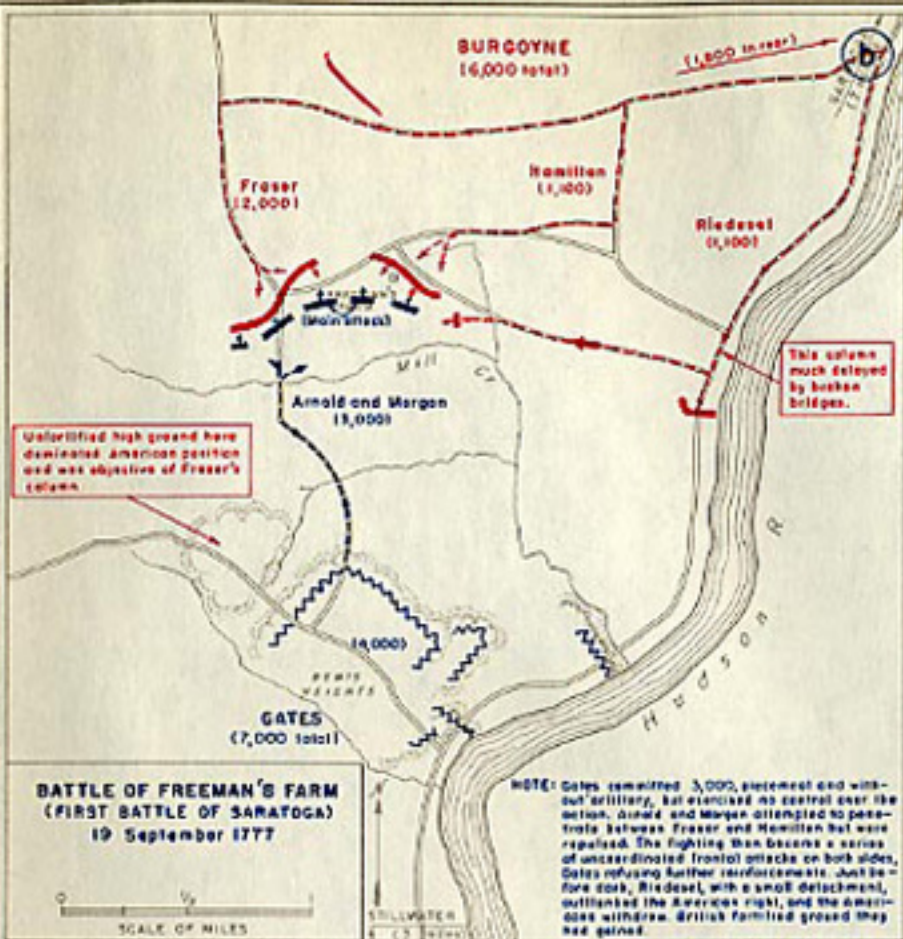 BURGOYNE
(6,000 total)
(1,800 in rear)
b
Fraser
(2,000)
Hamilton
(1,100)
Riedesel
(1,100)
(Main attack)
Mill Cr
Arnold and Morgan
(3,000)
This column
much delayed
by broken
bridges.
Unfortified high ground here
dominated American position
and was objective of Fraser's
column
(4,000)
BEMIS
HEIGHTS
GATES
(7,000 total)
Hudson R
BATTLE OF FREEMAN'S FARM
(FIRST BATTLE OF SARATOGA)
19 September 1777
0 1/2
SCALE OF MILES
STILLWATER
NOTE: Gates committed 3,000, piecemeal and with-
out artillery, but exercised no control over the
action. Arnold and Morgan attempted to pene-
trate between Fraser and Hamilton but were
repulsed. The fighting then became a series
of uncoordinated frontal attacks on both sides,
Gates refusing further reinforcements. Just be-
fore dark, Riedesel, with a small detachment,
outflanked the American right, and the Ameri-
cans withdrew. British fortified ground they
had gained.